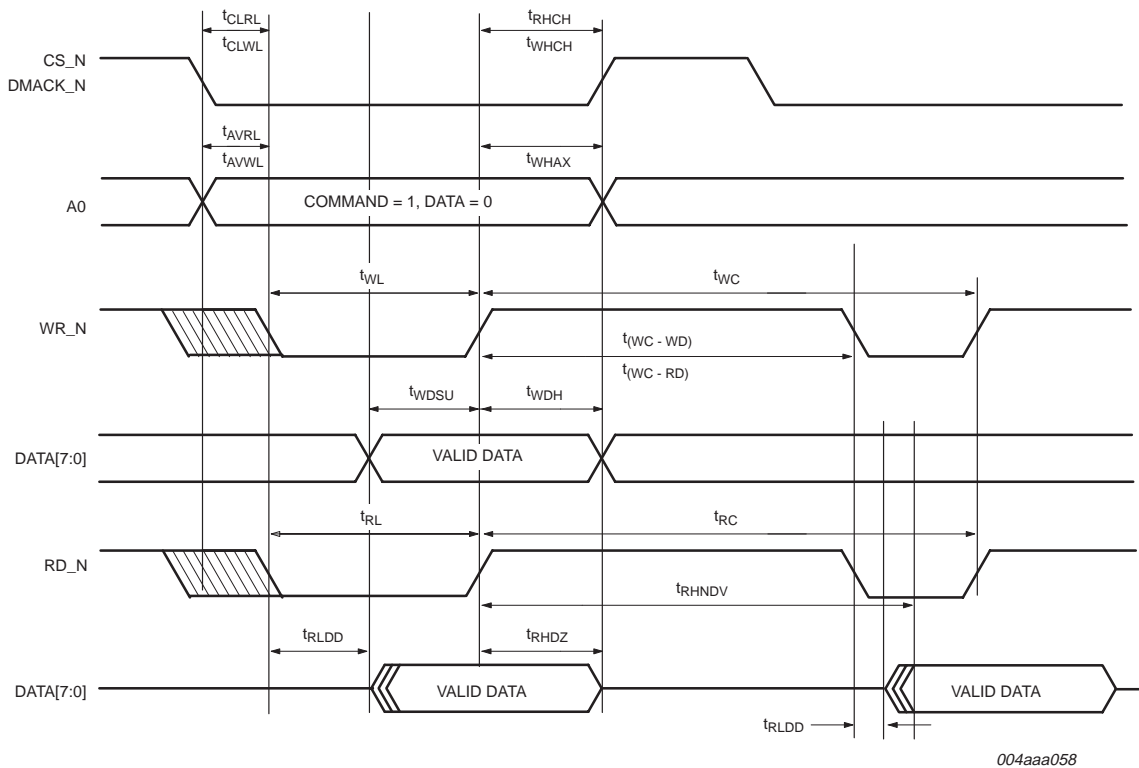 tCLRL
tRHCH
CS_N
tCLWL
tWHCH
DMACK_N
tAVRL
tAVWL
tWHAX
A0
COMMAND = 1, DATA = 0
tWL
tWC
WR_N
t(WC - WD)
t(WC - RD)
tWDSU
tWDH
DATA[7:0]
VALID DATA
tRL
tRC
RD_N
tRHNDV
tRLDD
tRHDZ
DATA[7:0]
VALID DATA
VALID DATA
tRLDD
004aaa058